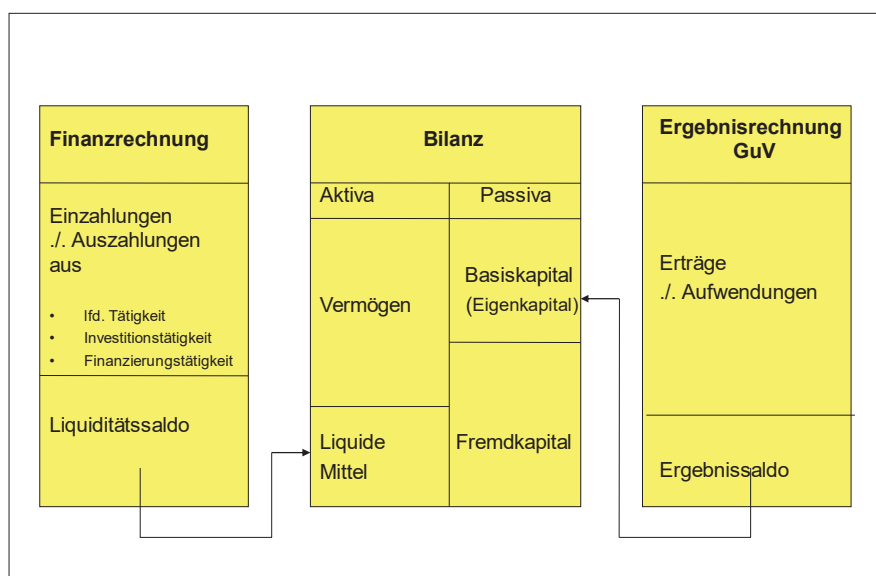 Finanzrechnung
Einzahlungen
./. Auszahlungen
aus
• lfd. Tätigkeit
• Investitionstätigkeit
• Finanzierungstätigkeit
Liquiditätssaldo
Bilanz
Aktiva
Passiva
Vermögen
Basiskapital
(Eigenkapital)
Liquide
Mittel
Fremdkapital
Ergebnisrechnung
GuV
Erträge
./. Aufwendungen
Ergebnissaldo